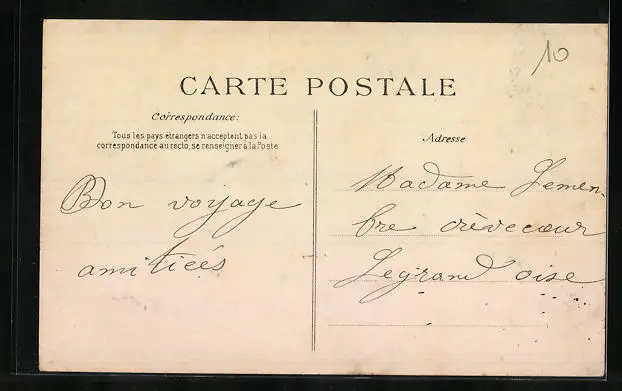 10
CARTE POSTALE
Correspondance:
Tous les pays étrangers n'acceptent pas la
correspondance au recto, se renseigner à la Poste
Adresse
Bon voyage
amiticés
Madame Lemen-
bre crèvecœur
Legrand oise